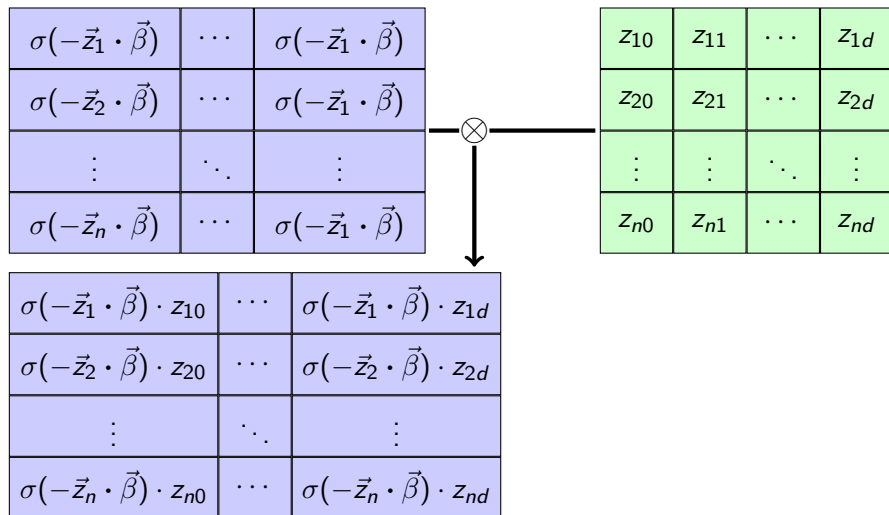 σ(−z⃗₁ · β⃗) ⋯ σ(−z⃗₁ · β⃗)
σ(−z⃗₂ · β⃗) ⋯ σ(−z⃗₁ · β⃗)
⋮ ⋱ ⋮
σ(−z⃗ₙ · β⃗) ⋯ σ(−z⃗₁ · β⃗)
⊗
z₁₀ z₁₁ ⋯ z₁d
z₂₀ z₂₁ ⋯ z₂d
⋮ ⋮ ⋱ ⋮
zₙ₀ zₙ₁ ⋯ zₙd
σ(−z⃗₁ · β⃗) · z₁₀ ⋯ σ(−z⃗₁ · β⃗) · z₁d
σ(−z⃗₂ · β⃗) · z₂₀ ⋯ σ(−z⃗₂ · β⃗) · z₂d
⋮ ⋱ ⋮
σ(−z⃗ₙ · β⃗) · zₙ₀ ⋯ σ(−z⃗ₙ · β⃗) · zₙd